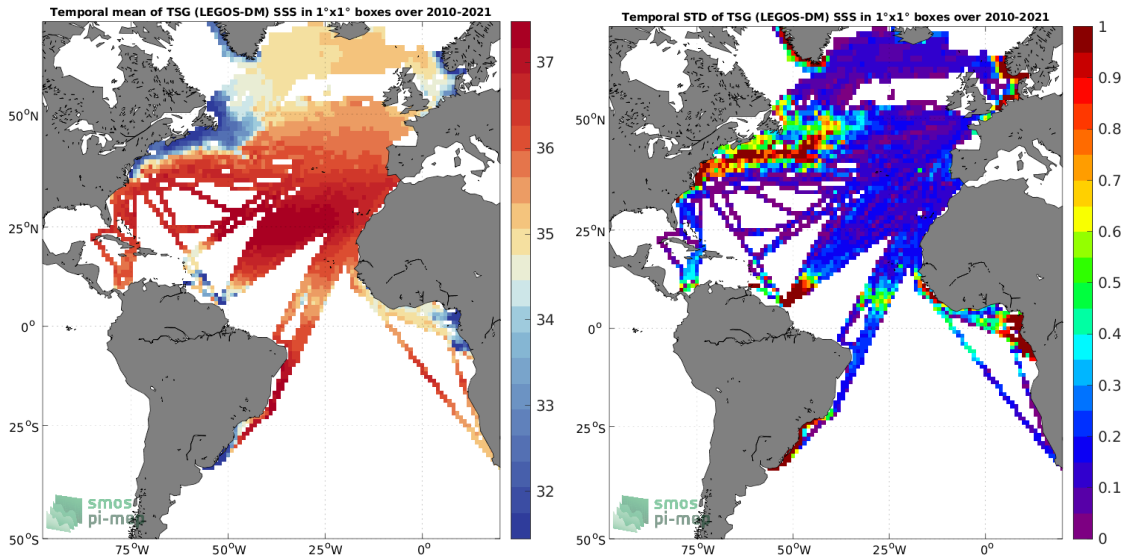 Temporal mean of TSG (LEGOS-DM) SSS in 1°x1° boxes over 2010-2021
50°N
25°N
0°
25°S
50°S
75°W
50°W
25°W
0°
37
36
35
34
33
32
smos
pi-mep
Temporal STD of TSG (LEGOS-DM) SSS in 1°x1° boxes over 2010-2021
50°N
25°N
0°
25°S
50°S
75°W
50°W
25°W
0°
1
0.9
0.8
0.7
0.6
0.5
0.4
0.3
0.2
0.1
0
smos
pi-mep